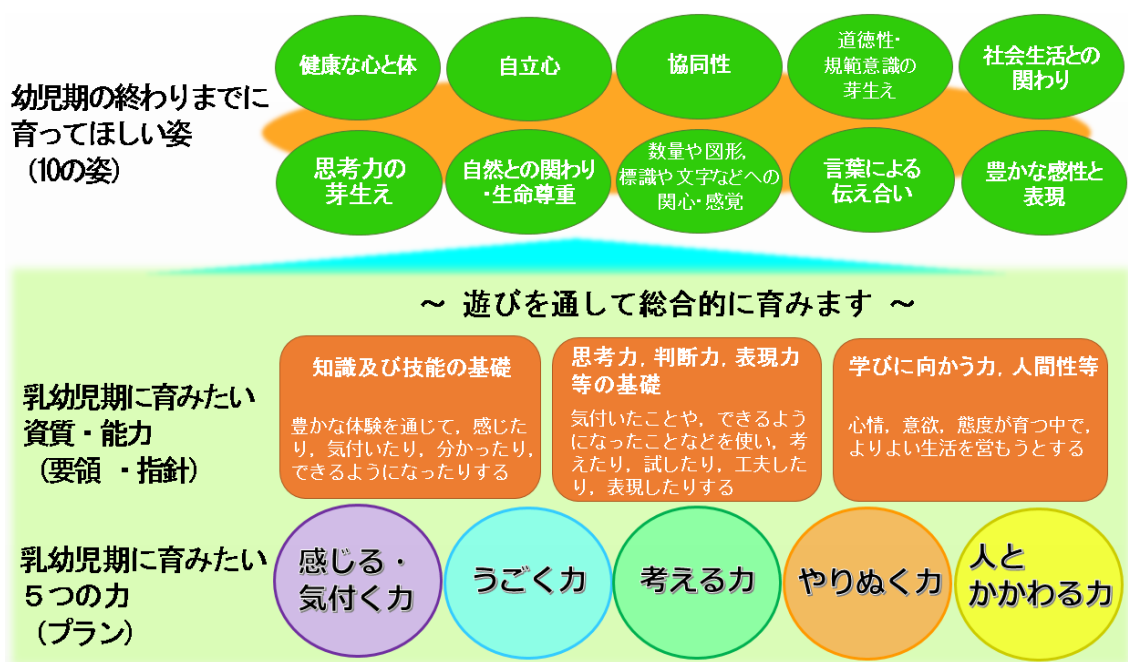 幼児期の終わりまでに
育ってほしい姿
（10の姿）
健康な心と体
自立心
協同性
道徳性・
規範意識の
芽生え
社会生活との
関わり
思考力の
芽生え
自然との関わり
・生命尊重
数量や図形，
標識や文字などへの
関心・感覚
言葉による
伝え合い
豊かな感性と
表現
～ 遊びを通して総合的に育みます ～
乳幼児期に育みたい
資質・能力
（要領 ・指針）
知識及び技能の基礎
豊かな体験を通じて，感じた
り，気付いたり，分かったり，
できるようになったりする
思考力，判断力，表現力
等の基礎
気付いたことや，できるよう
になったことなどを使い，考
えたり，試したり，工夫した
り，表現したりする
学びに向かう力，人間性等
心情，意欲，態度が育つ中で，
よりよい生活を営もうとする
乳幼児期に育みたい
５つの力
（プラン）
感じる・
気付く力
うごく力
考える力
やりぬく力
人と
かかわる力